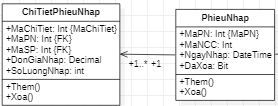 ChiTietPhieuNhap
+MaChiTiet: Int {MaChiTiet}
+MaPN: int {FK}
+MaSP: Int {FK}
+DonGiaNhap: Decimal
+SoLuongNhap: int
+Them()
+Xoa()
+1..* +1
PhieuNhap
+MaPN: Int {MaPN}
+MaNCC: Int
+NgayNhap: DateTime
+DaXoa: Bit
+Them()
+Xoa()